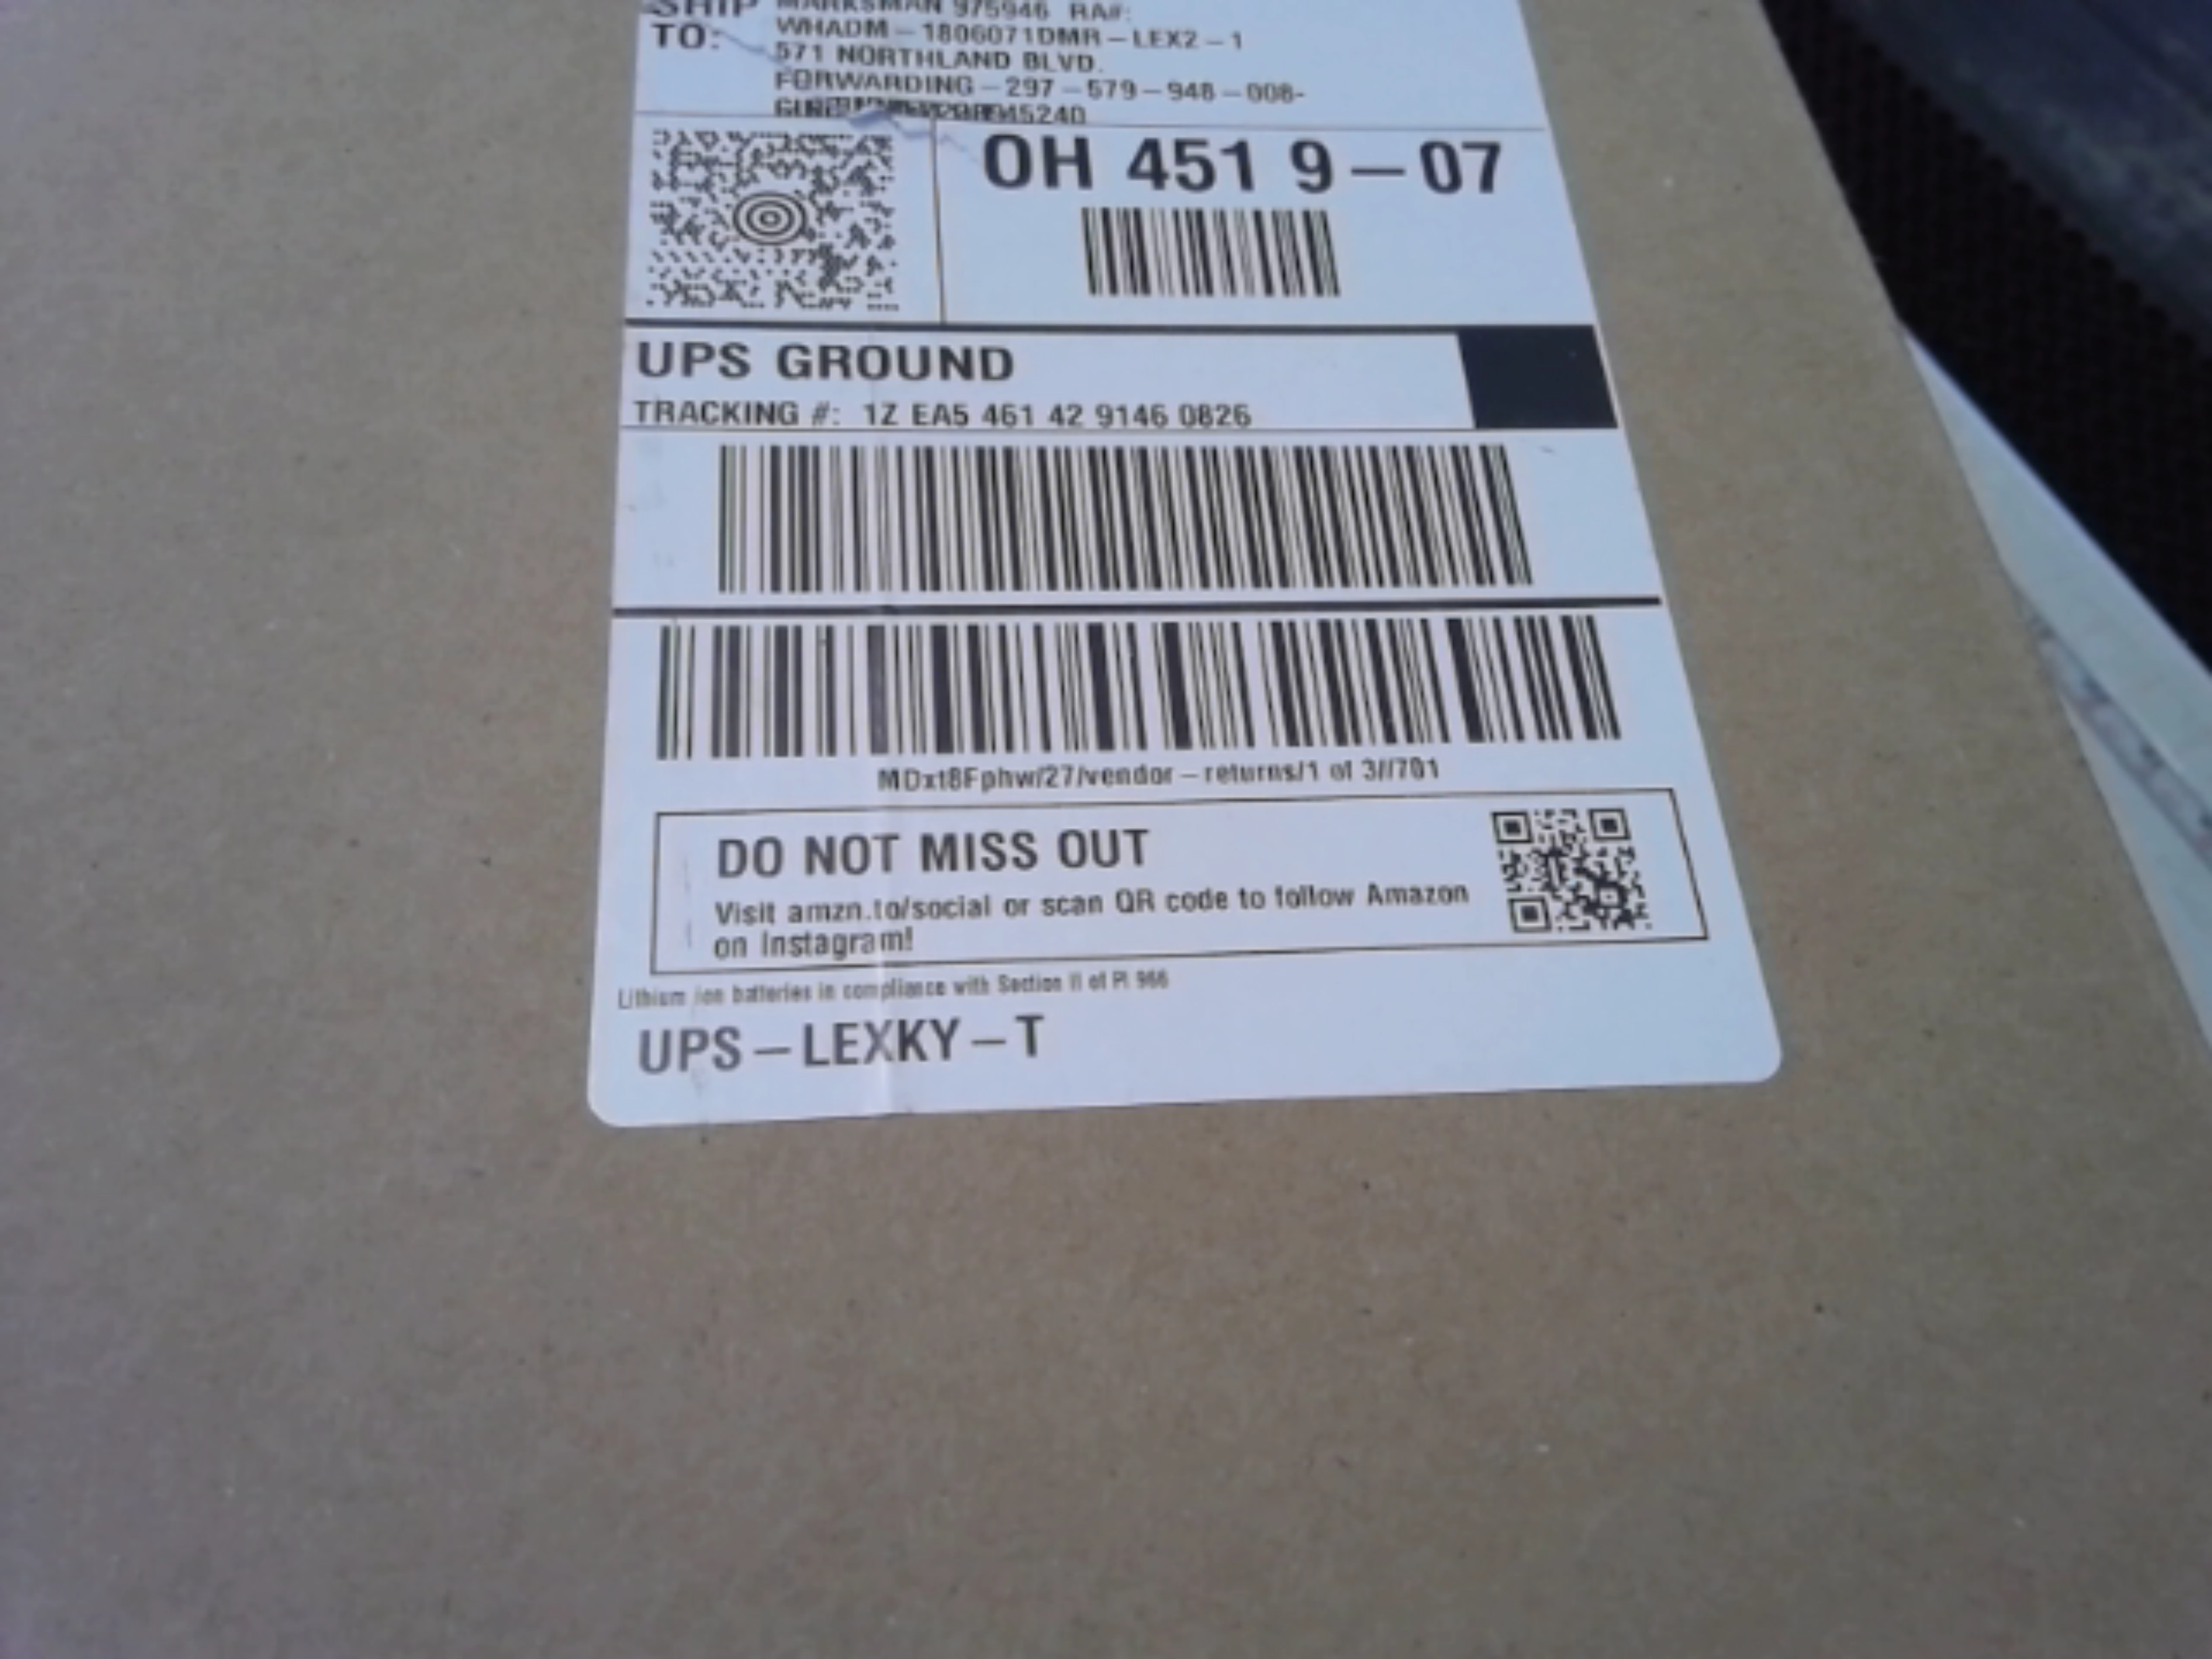 SHIP
TO:
MARKSMAN 975946 RA#:
WHADM-1806071DMR-LEX2-1
571 NORTHLAND BLVD.
FORWARDING-297-579-948-008-
OH 451 9-07
UPS GROUND
TRACKING #: 1Z EA5 461 42 9146 0826
MDxt8Fphw/27/vendor-returns/1 of 3//701
DO NOT MISS OUT
Visit amzn.to/social or scan QR code to follow Amazon
on Instagram!
Lithium ion batteries in compliance with Section II of PI 966
UPS-LEXKY-T